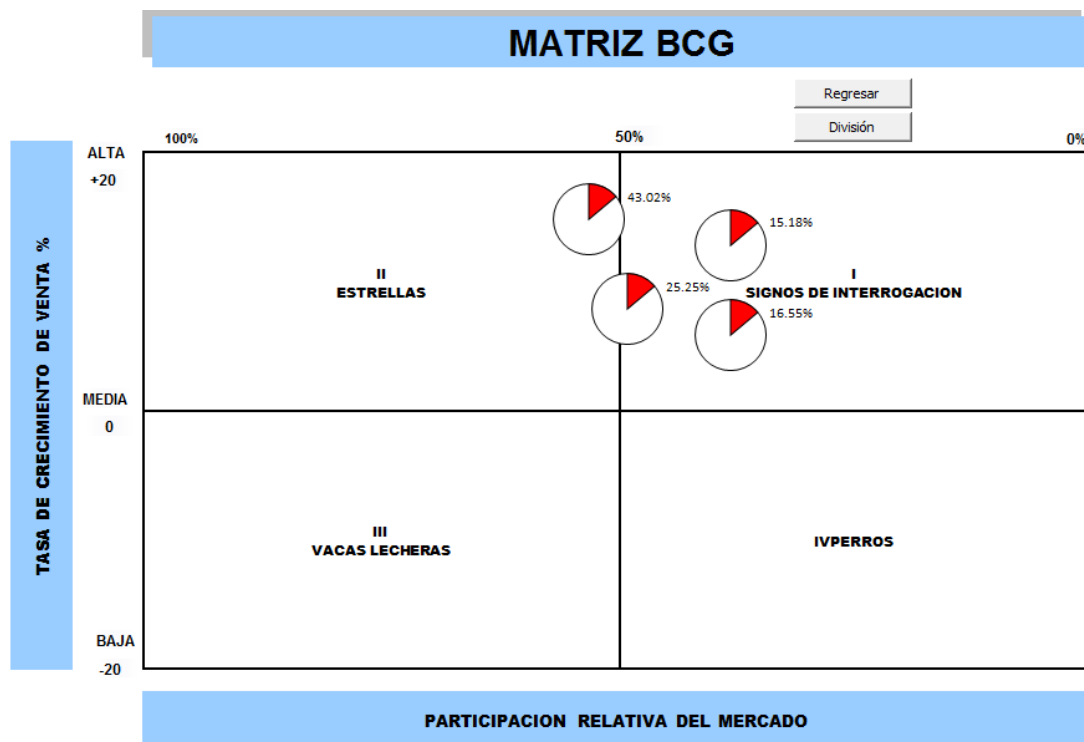 MATRIZ BCG
Regresar
División
100%
50%
0%
ALTA
+20
43.02%
15.18%
II
ESTRELLAS
25.25%
I
SIGNOS DE INTERROGACION
16.55%
TASA DE CRECIMIENTO DE VENTA %
MEDIA
0
III
VACAS LECHERAS
IVPERROS
BAJA
-20
PARTICIPACION RELATIVA DEL MERCADO